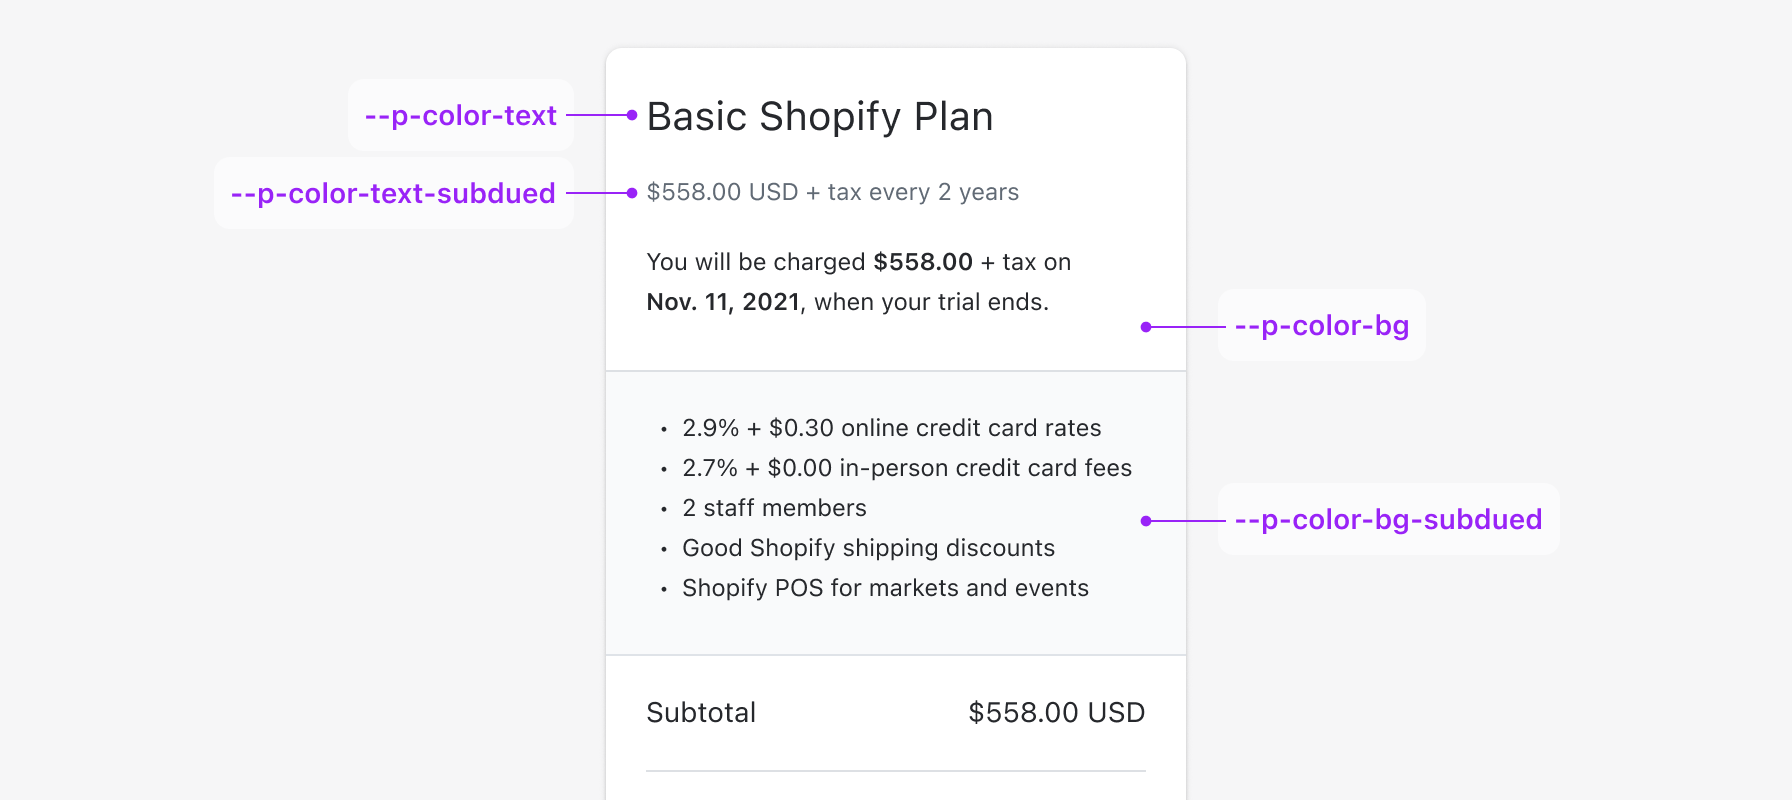 --p-color-text
Basic Shopify Plan
--p-color-text-subdued
$558.00 USD + tax every 2 years
You will be charged $558.00 + tax on
Nov. 11, 2021, when your trial ends.
--p-color-bg
• 2.9% + $0.30 online credit card rates
• 2.7% + $0.00 in-person credit card fees
• 2 staff members
--p-color-bg-subdued
• Good Shopify shipping discounts
• Shopify POS for markets and events
Subtotal $558.00 USD